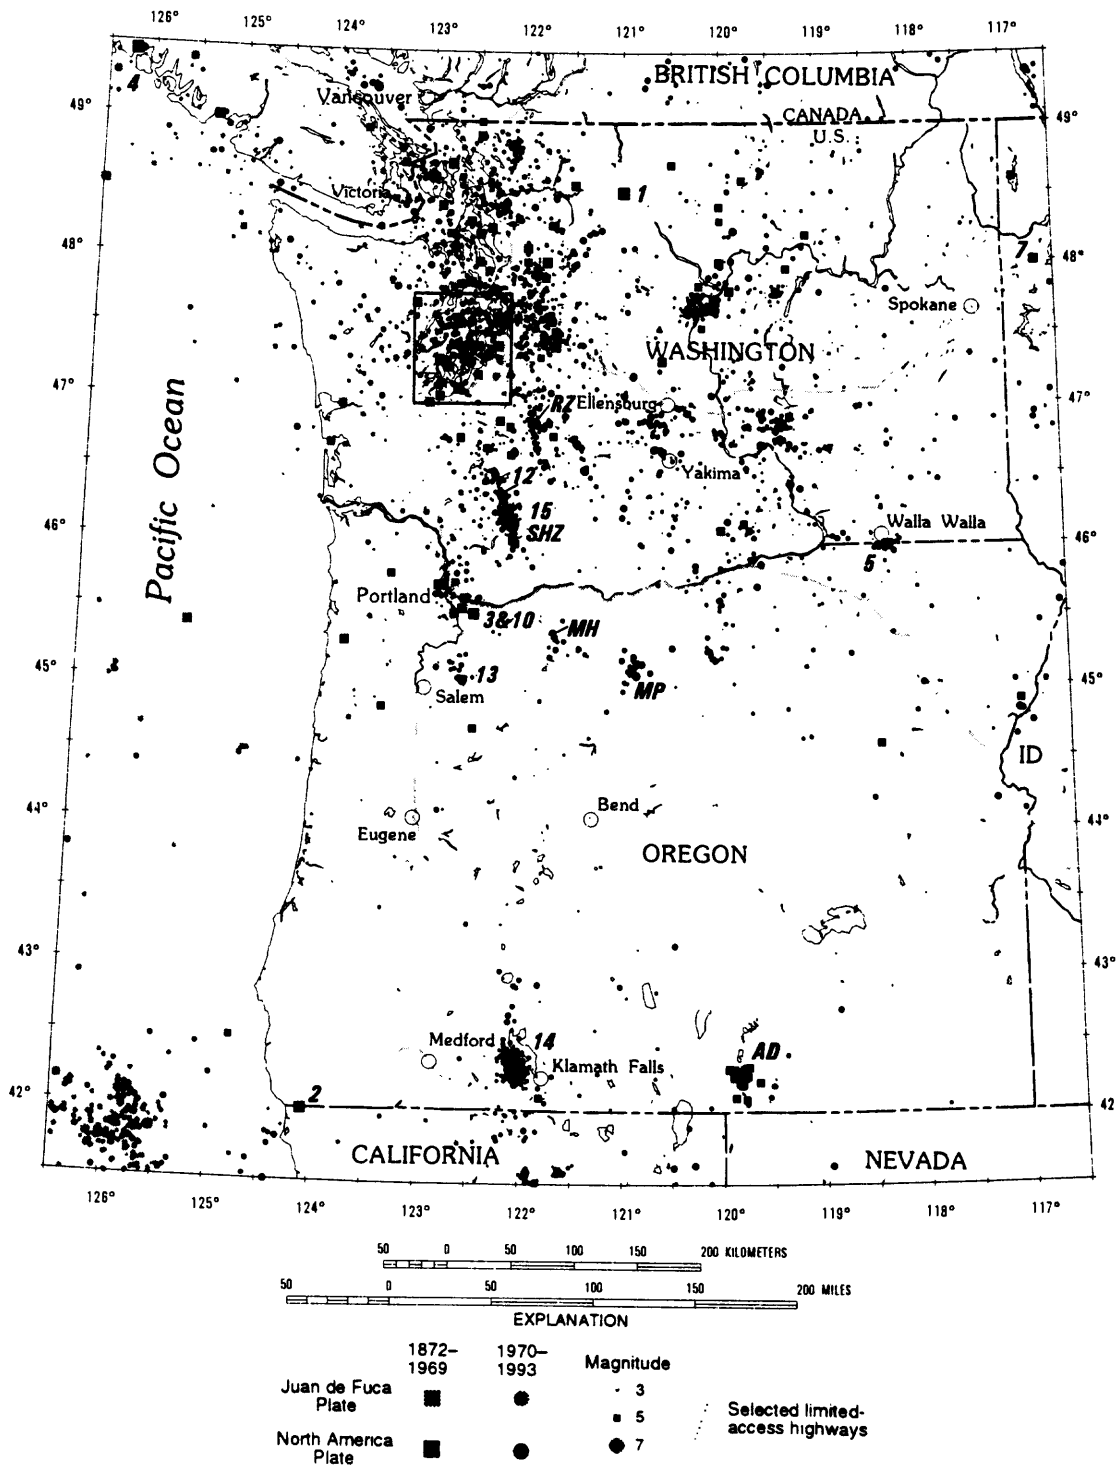 126° 125° 124° 123° 122° 121° 120° 119° 118° 117°
BRITISH COLUMBIA
Vancouver
4
49°
CANADA
U.S.
49°
2
Victoria
1
48°
7
48°
Spokane
WASHINGTON
47°
RZ
Ellensburg
47°
Pacific Ocean
12
Yakima
15
SHZ
Walla Walla
46°
5
46°
Portland
3&10
MH
45°
13
Salem
MP
45°
ID
44°
Eugene
Bend
44°
OREGON
43°
43°
Medford
14
Klamath Falls
AD
42°
2
42
CALIFORNIA
NEVADA
126° 125° 124° 123° 122° 121° 120° 119° 118° 117°
50 0 50 100 150 200 KILOMETERS
50 0 50 100 150 200 MILES
EXPLANATION
1872–
1969
1970–
1993
Magnitude
Juan de Fuca
Plate
North America
Plate
3
5
7
Selected limited-
access highways